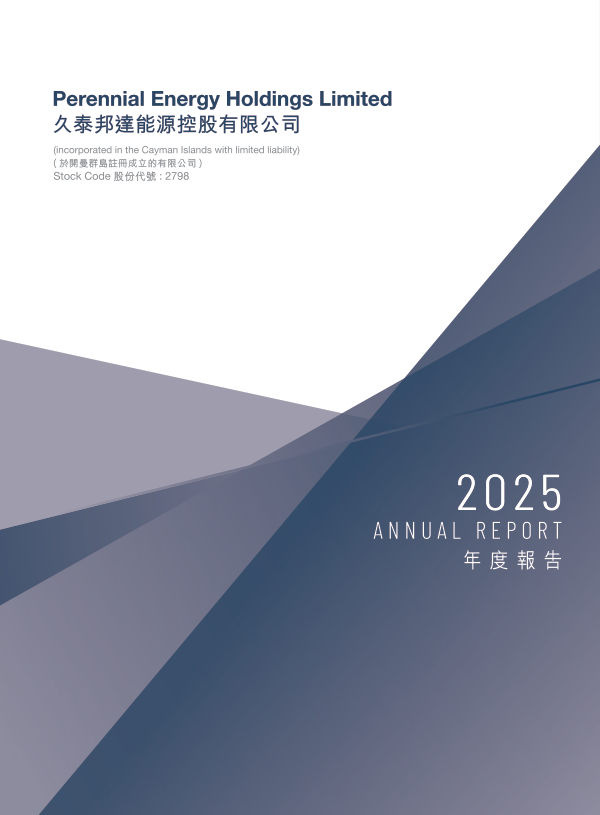 Perennial Energy Holdings Limited
久泰邦達能源控股有限公司
(incorporated in the Cayman Islands with limited liability)
(於開曼群島註冊成立的有限公司)
Stock Code 股份代號 : 2798
2025
ANNUAL REPORT
年度報告